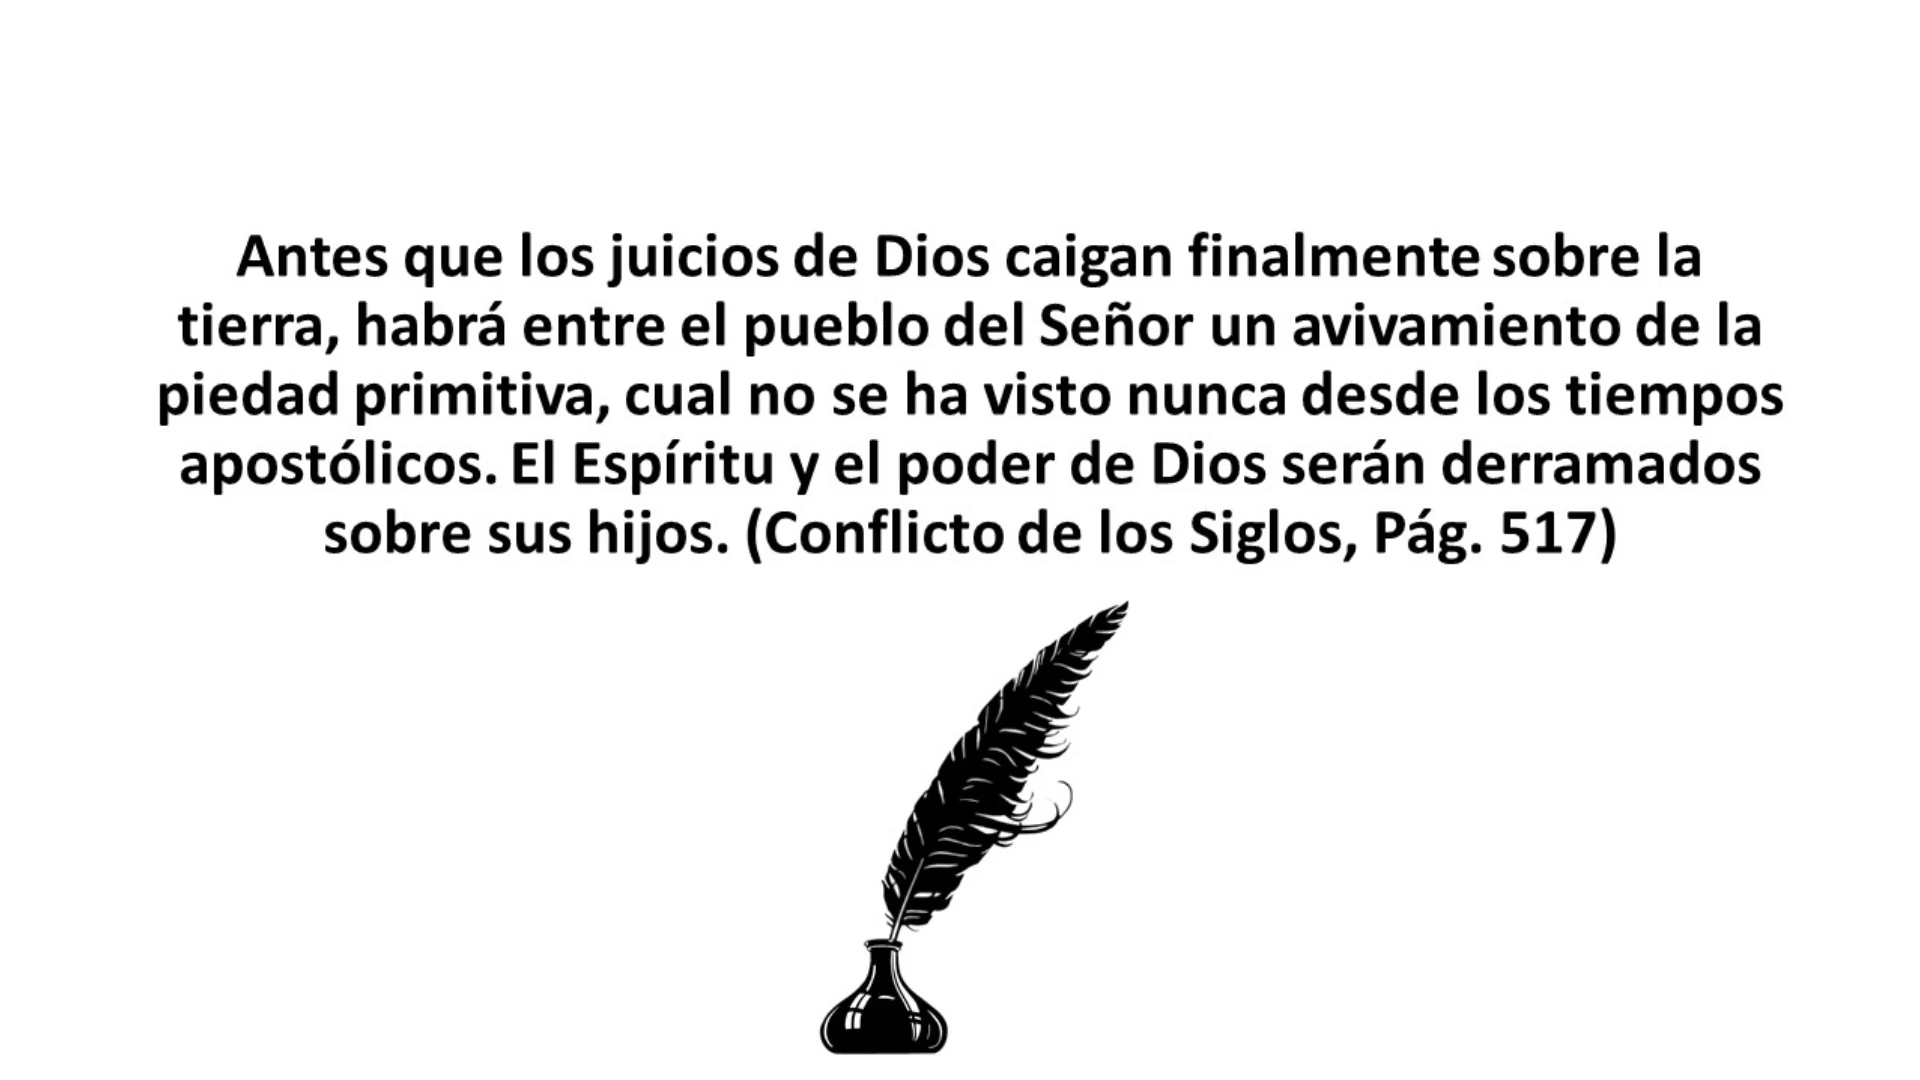 Antes que los juicios de Dios caigan finalmente sobre la
tierra, habrá entre el pueblo del Señor un avivamiento de la
piedad primitiva, cual no se ha visto nunca desde los tiempos
apostólicos. El Espíritu y el poder de Dios serán derramados
sobre sus hijos. (Conflicto de los Siglos, Pág. 517)